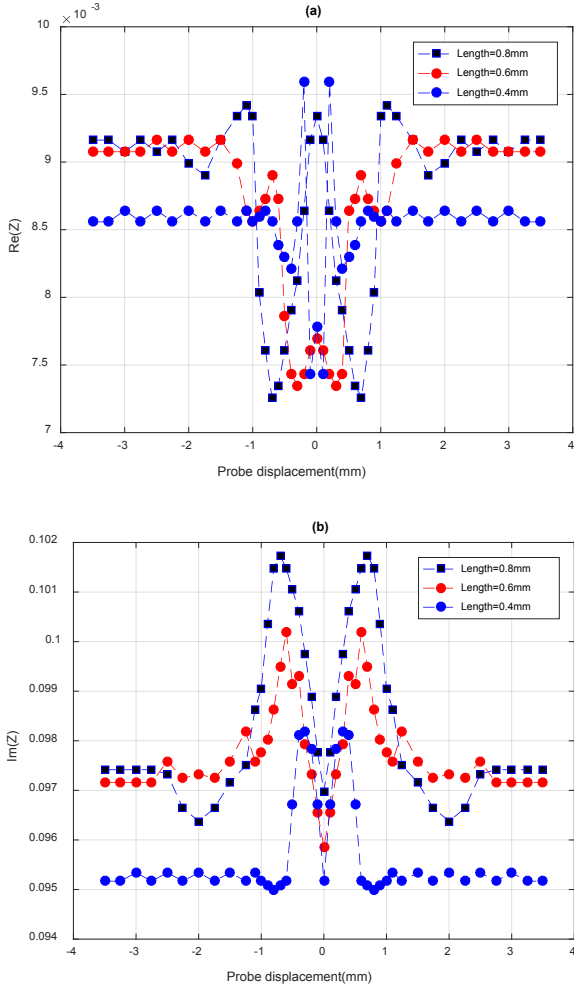 (a)
10 × 10⁻³
9.5
9
8.5
8
7.5
7
Re(Z)
Length=0.8mm
Length=0.6mm
Length=0.4mm
-4 -3 -2 -1 0 1 2 3 4
Probe displacement(mm)
(b)
0.102
0.101
0.1
0.099
0.098
0.097
0.096
0.095
0.094
Im(Z)
Length=0.8mm
Length=0.6mm
Length=0.4mm
-4 -3 -2 -1 0 1 2 3 4
Probe displacement(mm)